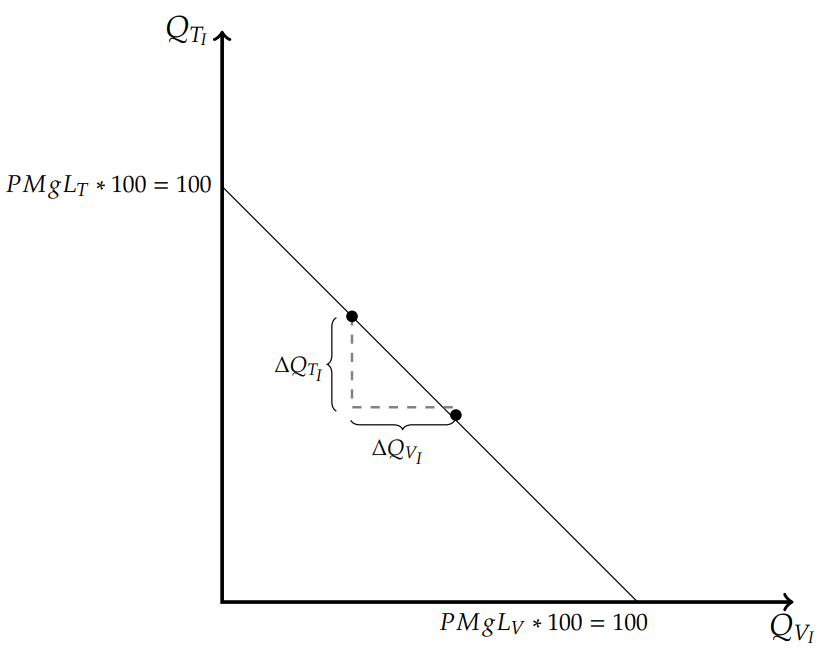 Q_{T_I}
PMgL_T * 100 = 100
ΔQ_{T_I}
ΔQ_{V_I}
PMgL_V * 100 = 100
Q_{V_I}